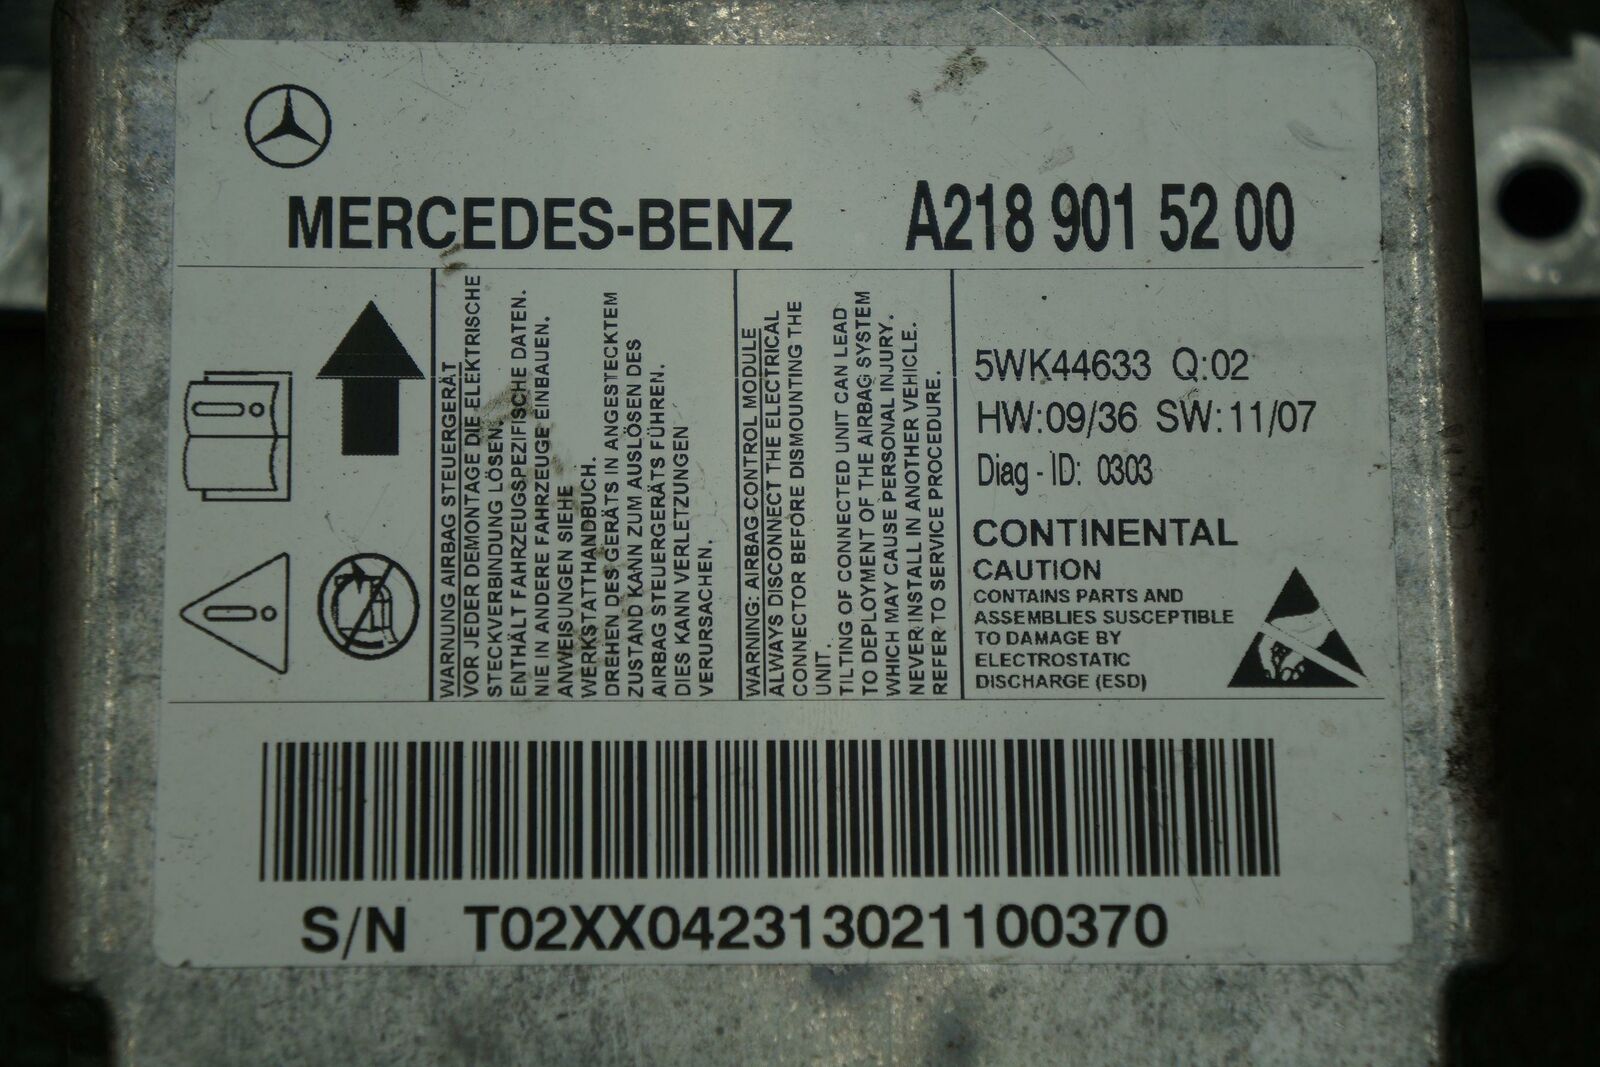 MERCEDES-BENZ A218 901 52 00
WARNUNG AIRBAG STEUERGERÄT
VOR JEDER DEMONTAGE DIE ELEKTRISCHE
STECKVERBINDUNG LÖSEN.
ENTHÄLT FAHRZEUGSPEZIFISCHE DATEN.
NIE IN ANDERE FAHRZEUGE EINBAUEN.
ANWEISUNGEN SIEHE
WERKSTATTHANDBUCH.
DREHEN DES GERÄTS IN ANGESTECKTEM
ZUSTAND KANN ZUM AUSLÖSEN DES
AIRBAG STEUERGERÄTS FÜHREN.
DIES KANN VERLETZUNGEN
VERURSACHEN.
WARNING: AIRBAG CONTROL MODULE
ALWAYS DISCONNECT THE ELECTRICAL
CONNECTOR BEFORE DISMOUNTING THE
UNIT.
TILTING OF CONNECTED UNIT CAN LEAD
TO DEPLOYMENT OF THE AIRBAG SYSTEM
WHICH MAY CAUSE PERSONAL INJURY.
NEVER INSTALL IN ANOTHER VEHICLE.
REFER TO SERVICE PROCEDURE.
5WK44633 Q:02
HW:09/36 SW:11/07
Diag - ID: 0303
CONTINENTAL
CAUTION
CONTAINS PARTS AND
ASSEMBLIES SUSCEPTIBLE
TO DAMAGE BY
ELECTROSTATIC
DISCHARGE (ESD)
S/N T02XX042313021100370